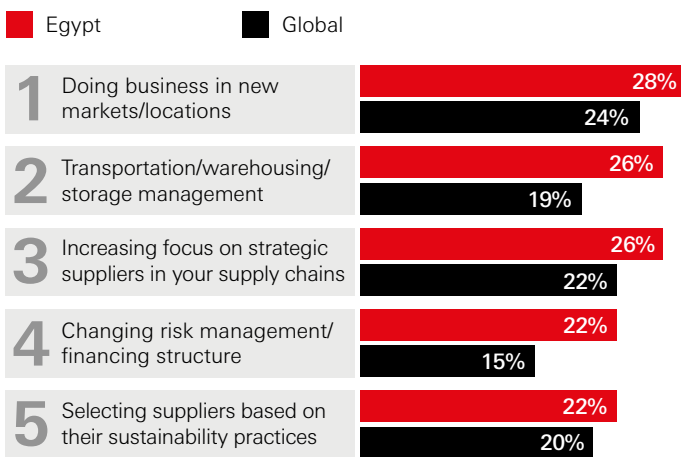 Egypt Global
1 Doing business in new
markets/locations
28%
24%
2 Transportation/warehousing/
storage management
26%
19%
3 Increasing focus on strategic
suppliers in your supply chains
26%
22%
4 Changing risk management/
financing structure
22%
15%
5 Selecting suppliers based on
their sustainability practices
22%
20%